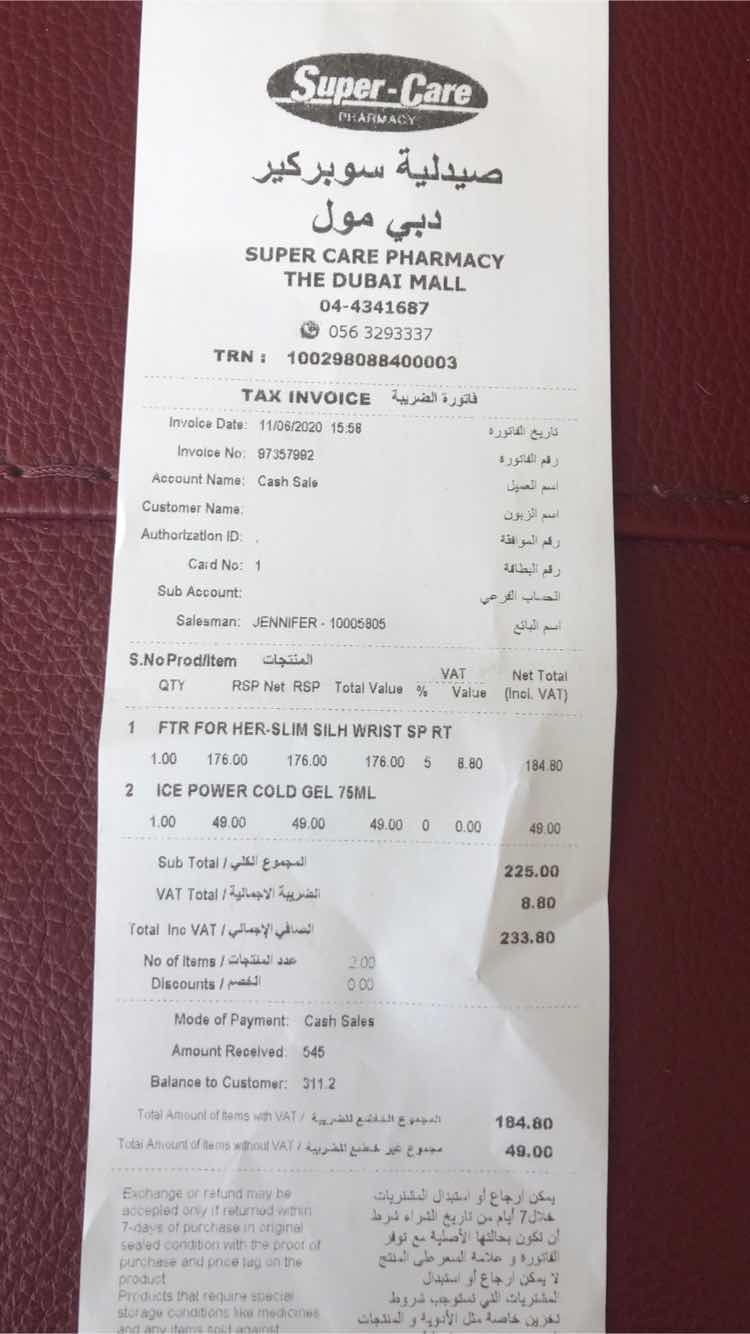 Super-Care
PHARMACY
صيدلية سوبركير
دبي مول
SUPER CARE PHARMACY
THE DUBAI MALL
04-4341687
056 3293337
TRN : 100298088400003
TAX INVOICE فاتورة الضريبة
Invoice Date: 11/06/2020 15:58 تاريخ الفاتورة
Invoice No: 97357992 رقم الفاتورة
Account Name: Cash Sale اسم العميل
Customer Name: اسم الزبون
Authorization ID: . رقم الموافقة
Card No: 1 رقم البطاقة
Sub Account: الحساب الفرعي
Salesman: JENNIFER - 10005805 اسم البائع
S.No Prod/Item المنتجات VAT Net Total
QTY RSP Net RSP Total Value % Value (Incl. VAT)
1 FTR FOR HER-SLIM SILH WRIST SP RT
1.00 176.00 176.00 176.00 5 8.80 184.80
2 ICE POWER COLD GEL 75ML
1.00 49.00 49.00 49.00 0 0.00 49.00
Sub Total / المجموع الكلي 225.00
VAT Total / الضريبة الاجمالية 8.80
Total Inc VAT / الصافي الإجمالي 233.80
No of Items / عدد المنتجات 2.00
Discounts / الخصم 0.00
Mode of Payment: Cash Sales
Amount Received: 545
Balance to Customer: 311.2
Total Amount of Items with VAT / المجموع الخاضع للضريبة 184.80
Total Amount of Items without VAT / مجموع غير خاضع للضريبة 49.00
Exchange or refund may be
accepted only if returned within
7-days of purchase in original
sealed condition with the proof of
purchase and price tag on the
product
Products that require special
storage conditions like medicines
and any items sold against
يمكن ارجاع أو استبدال المشتريات
خلال 7 أيام من تاريخ الشراء شرط
أن تكون بحالتها الأصلية مع توفر
الفاتورة و علامة السعر على المنتج
لا يمكن ارجاع أو استبدال
المشتريات التي تستوجب شروط
تخزين خاصة مثل الأدوية و المنتجات